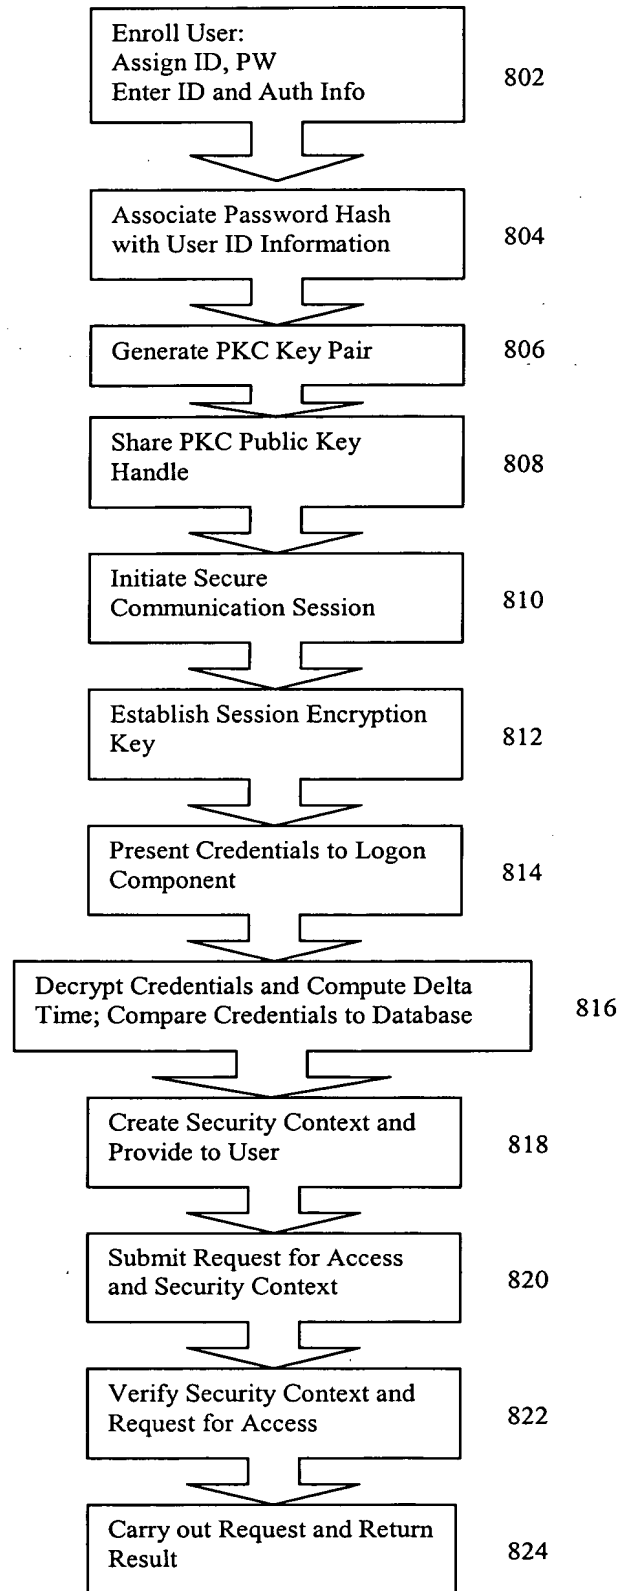 Enroll User:
Assign ID, PW
Enter ID and Auth Info
802
Associate Password Hash
with User ID Information
804
Generate PKC Key Pair
806
Share PKC Public Key
Handle
808
Initiate Secure
Communication Session
810
Establish Session Encryption
Key
812
Present Credentials to Logon
Component
814
Decrypt Credentials and Compute Delta
Time; Compare Credentials to Database
816
Create Security Context and
Provide to User
818
Submit Request for Access
and Security Context
820
Verify Security Context and
Request for Access
822
Carry out Request and Return
Result
824